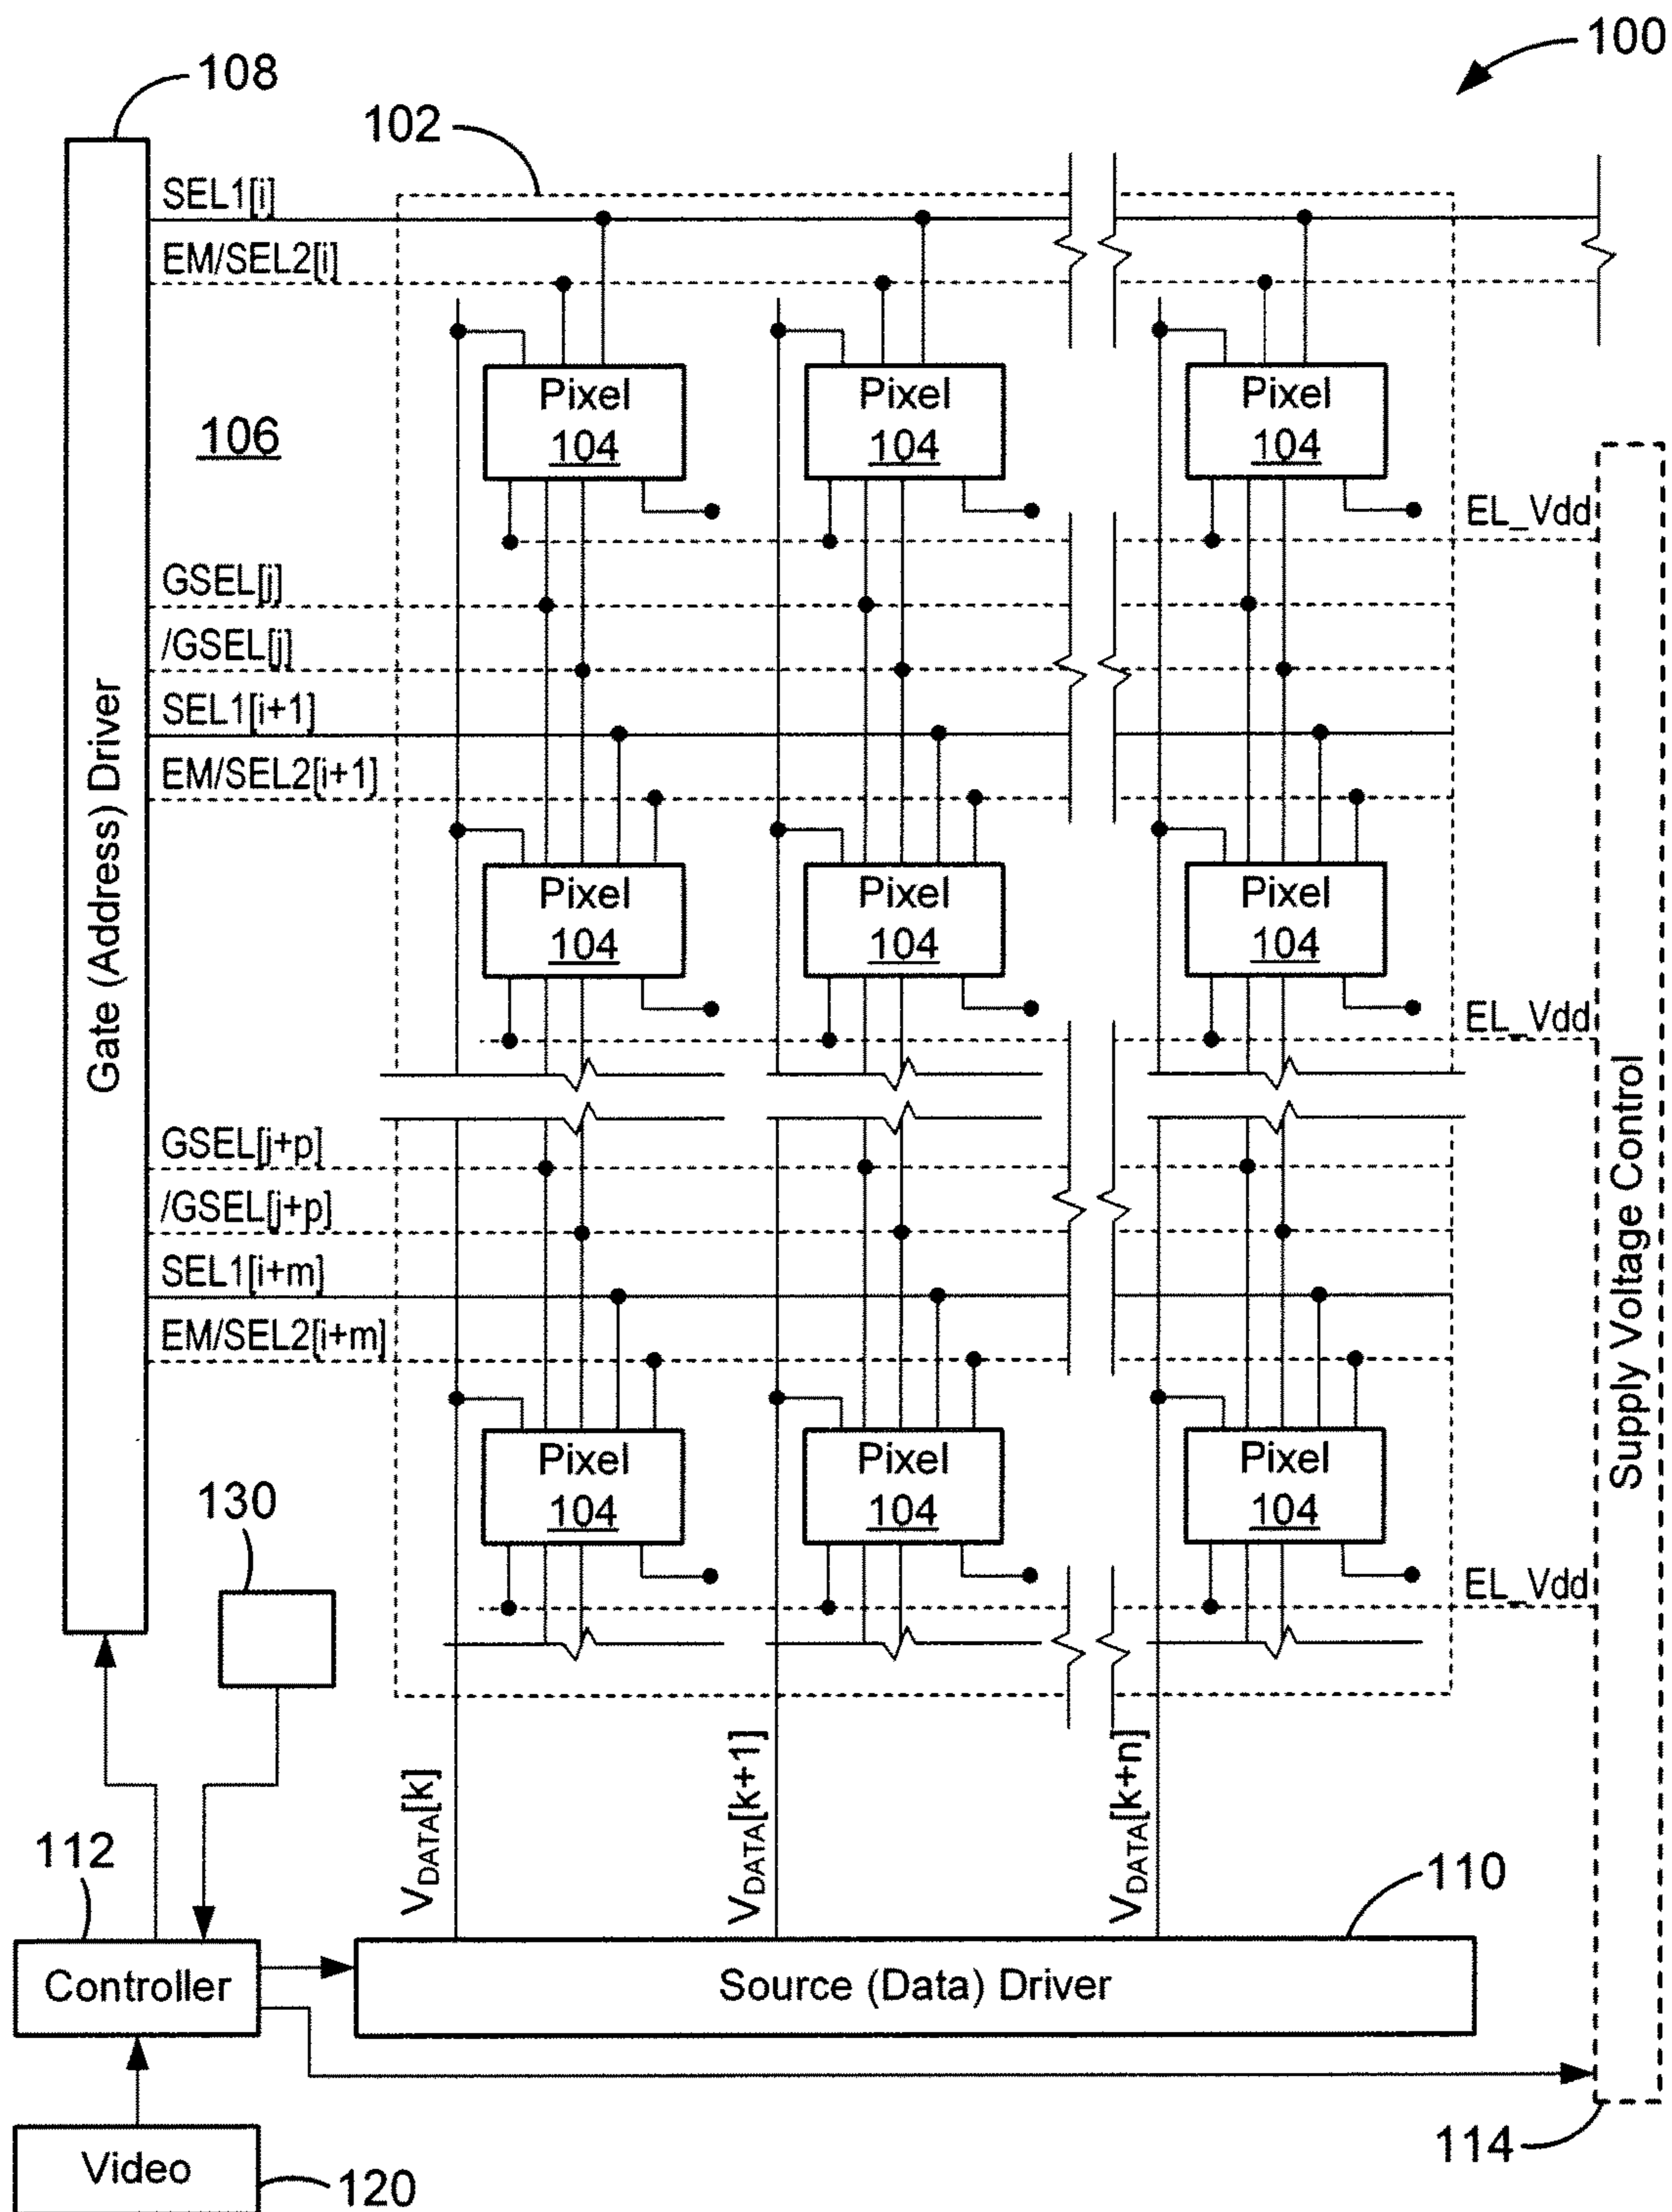 100
108
102
SEL1[i]
EM/SEL2[i]
Pixel
104
Pixel
104
Pixel
104
106
EL_Vdd
GSEL[j]
/GSEL[j]
SEL1[i+1]
EM/SEL2[i+1]
Gate (Address) Driver
Pixel
104
Pixel
104
Pixel
104
EL_Vdd
Supply Voltage Control
GSEL[j+p]
/GSEL[j+p]
SEL1[i+m]
EM/SEL2[i+m]
Pixel
104
Pixel
104
Pixel
104
130
EL_Vdd
VDATA[k]
VDATA[k+1]
VDATA[k+n]
112
110
Controller
Source (Data) Driver
114
Video
120